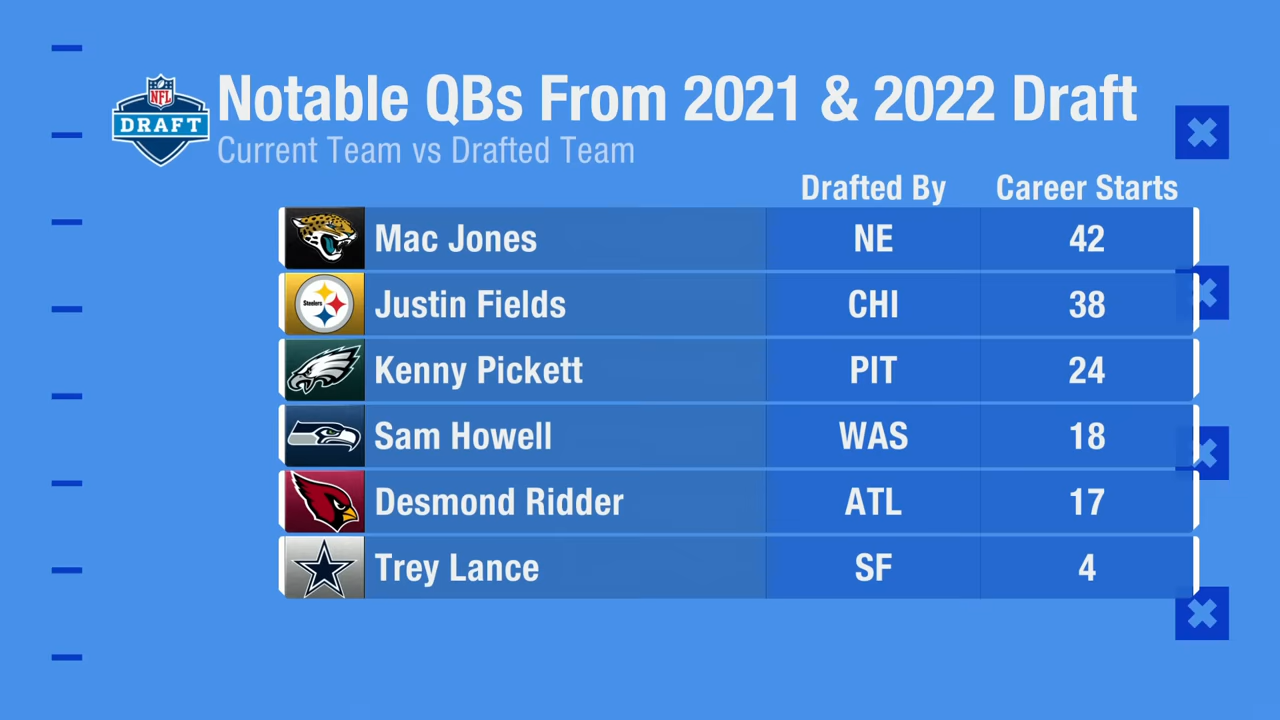 NFL
DRAFT
Notable QBs From 2021 & 2022 Draft
Current Team vs Drafted Team
Drafted By Career Starts
Mac Jones NE 42
Steelers Justin Fields CHI 38
Kenny Pickett PIT 24
Sam Howell WAS 18
Desmond Ridder ATL 17
Trey Lance SF 4